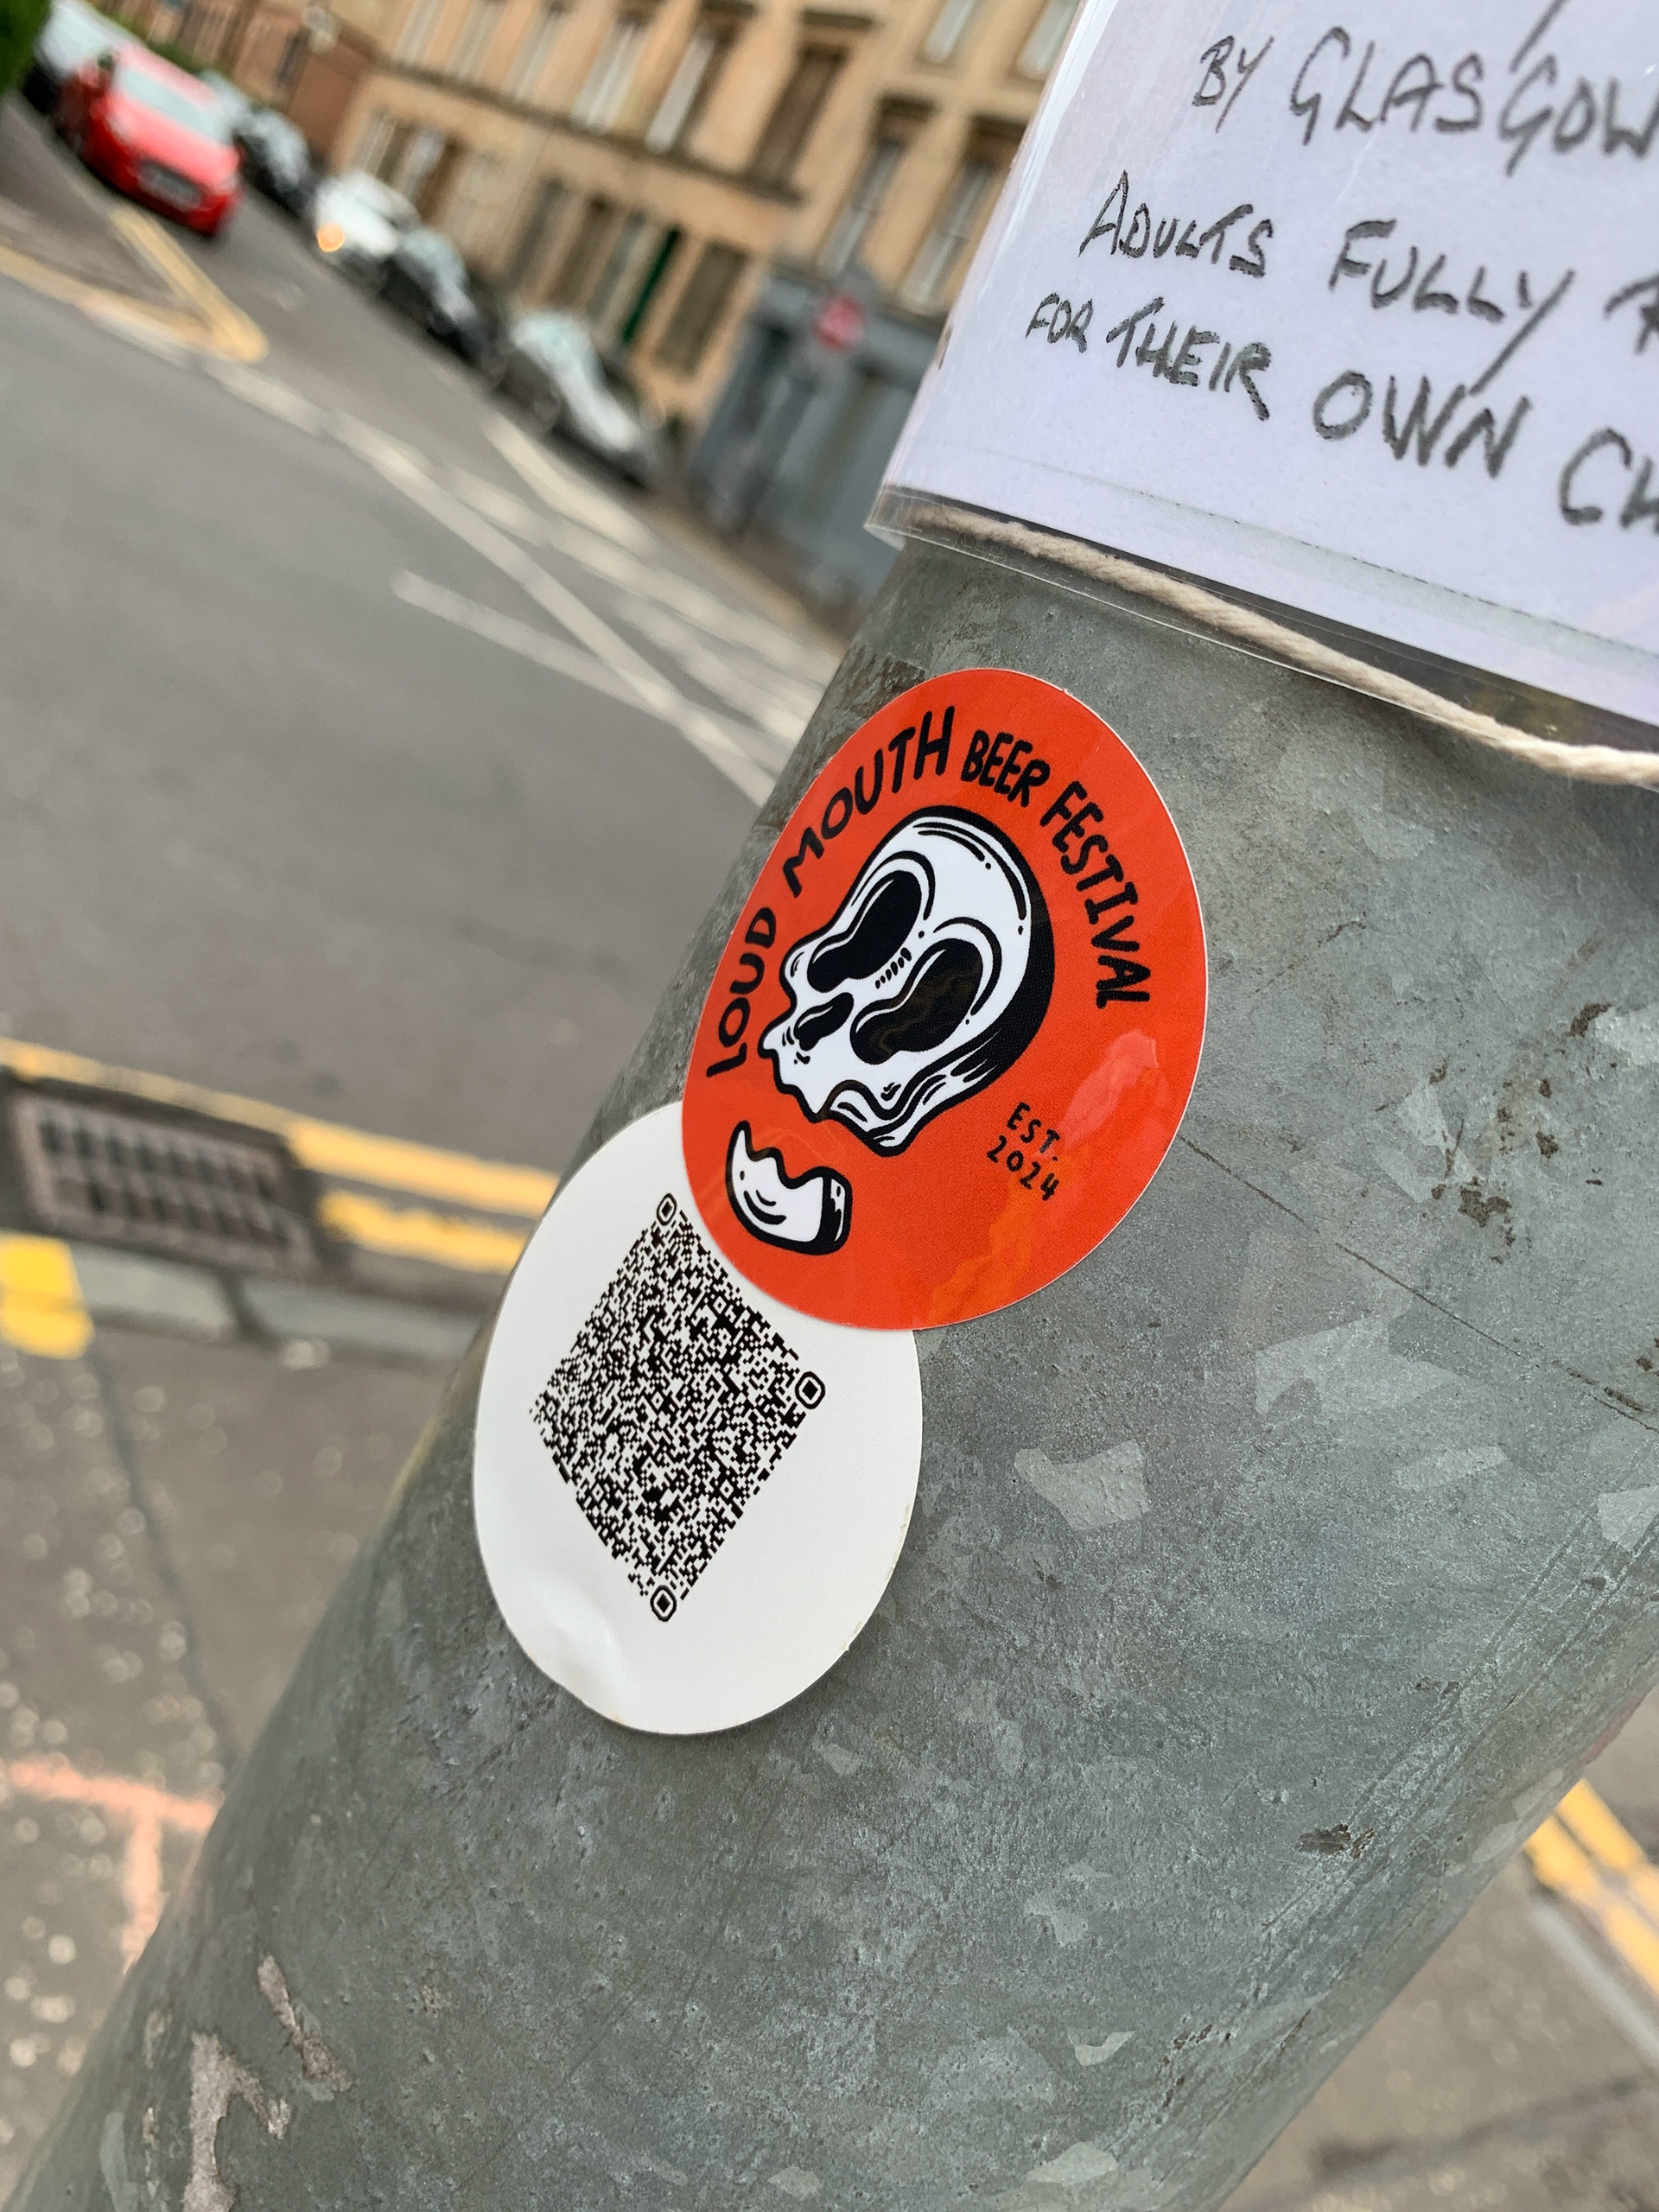 BY GLASGOW
ADULTS FULLY
FOR THEIR OWN
LOUD MOUTH BEER FESTIVAL
EST.
2024